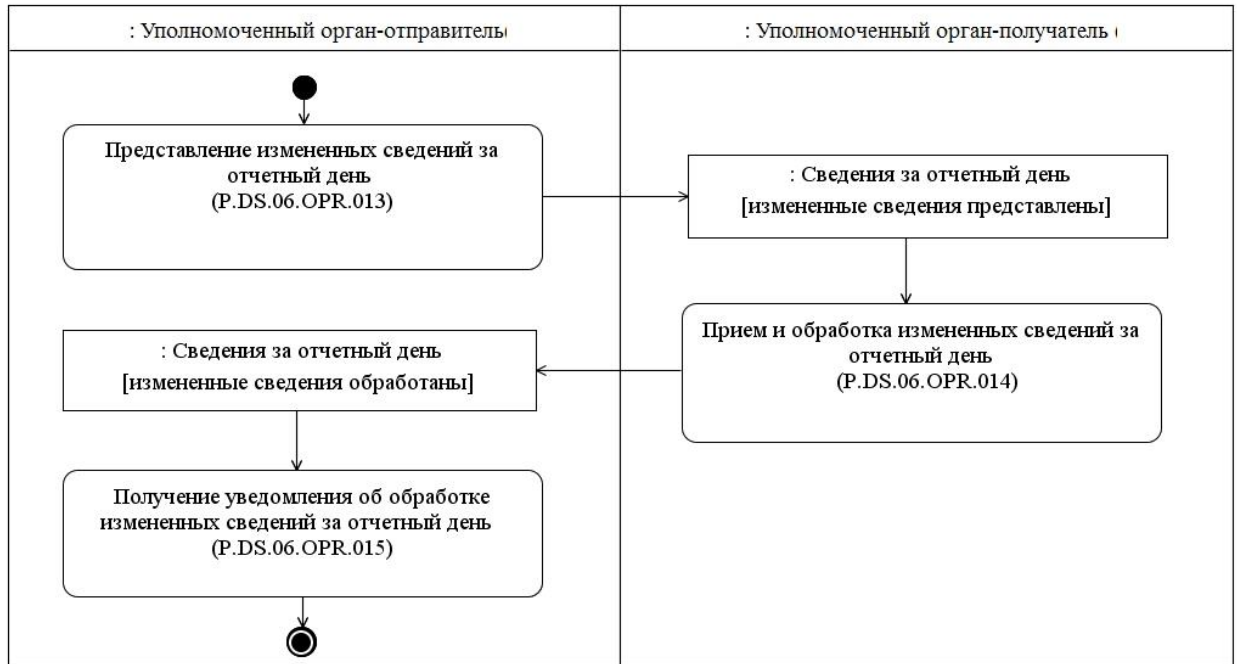 : Уполномоченный орган-отправитель(
: Уполномоченный орган-получатель (
Представление измененных сведений за
отчетный день
(P.DS.06.OPR.013)
: Сведения за отчетный день
[измененные сведения представлены]
Прием и обработка измененных сведений за
отчетный день
(P.DS.06.OPR.014)
: Сведения за отчетный день
[измененные сведения обработаны]
Получение уведомления об обработке
измененных сведений за отчетный день
(P.DS.06.OPR.015)